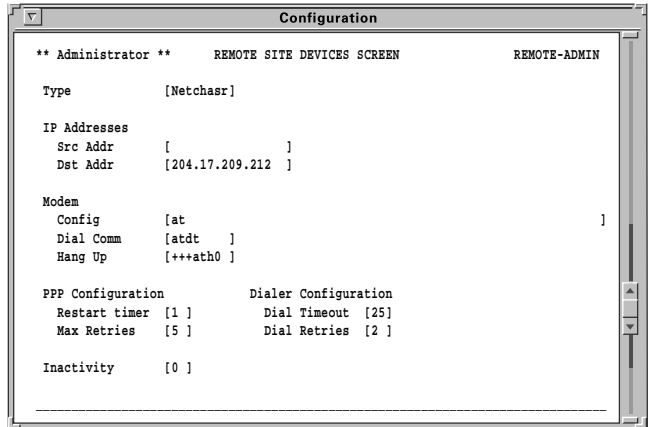 Configuration
** Administrator ** REMOTE SITE DEVICES SCREEN REMOTE-ADMIN
Type [Netchasr]
IP Addresses
Src Addr [ ]
Dst Addr [204.17.209.212 ]
Modem
Config [at ]
Dial Comm [atdt ]
Hang Up [+++ath0 ]
PPP Configuration Dialer Configuration
Restart timer [1 ] Dial Timeout [25]
Max Retries [5 ] Dial Retries [2 ]
Inactivity [0 ]